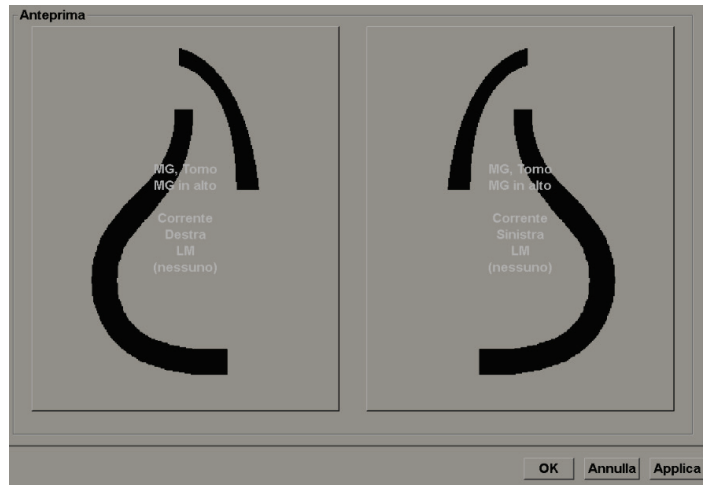 Anteprima
MG, Tomo
MG in alto
Corrente
Destra
LM
(nessuno)
MG, Tomo
MG in alto
Corrente
Sinistra
LM
(nessuno)
OK
Annulla
Applica